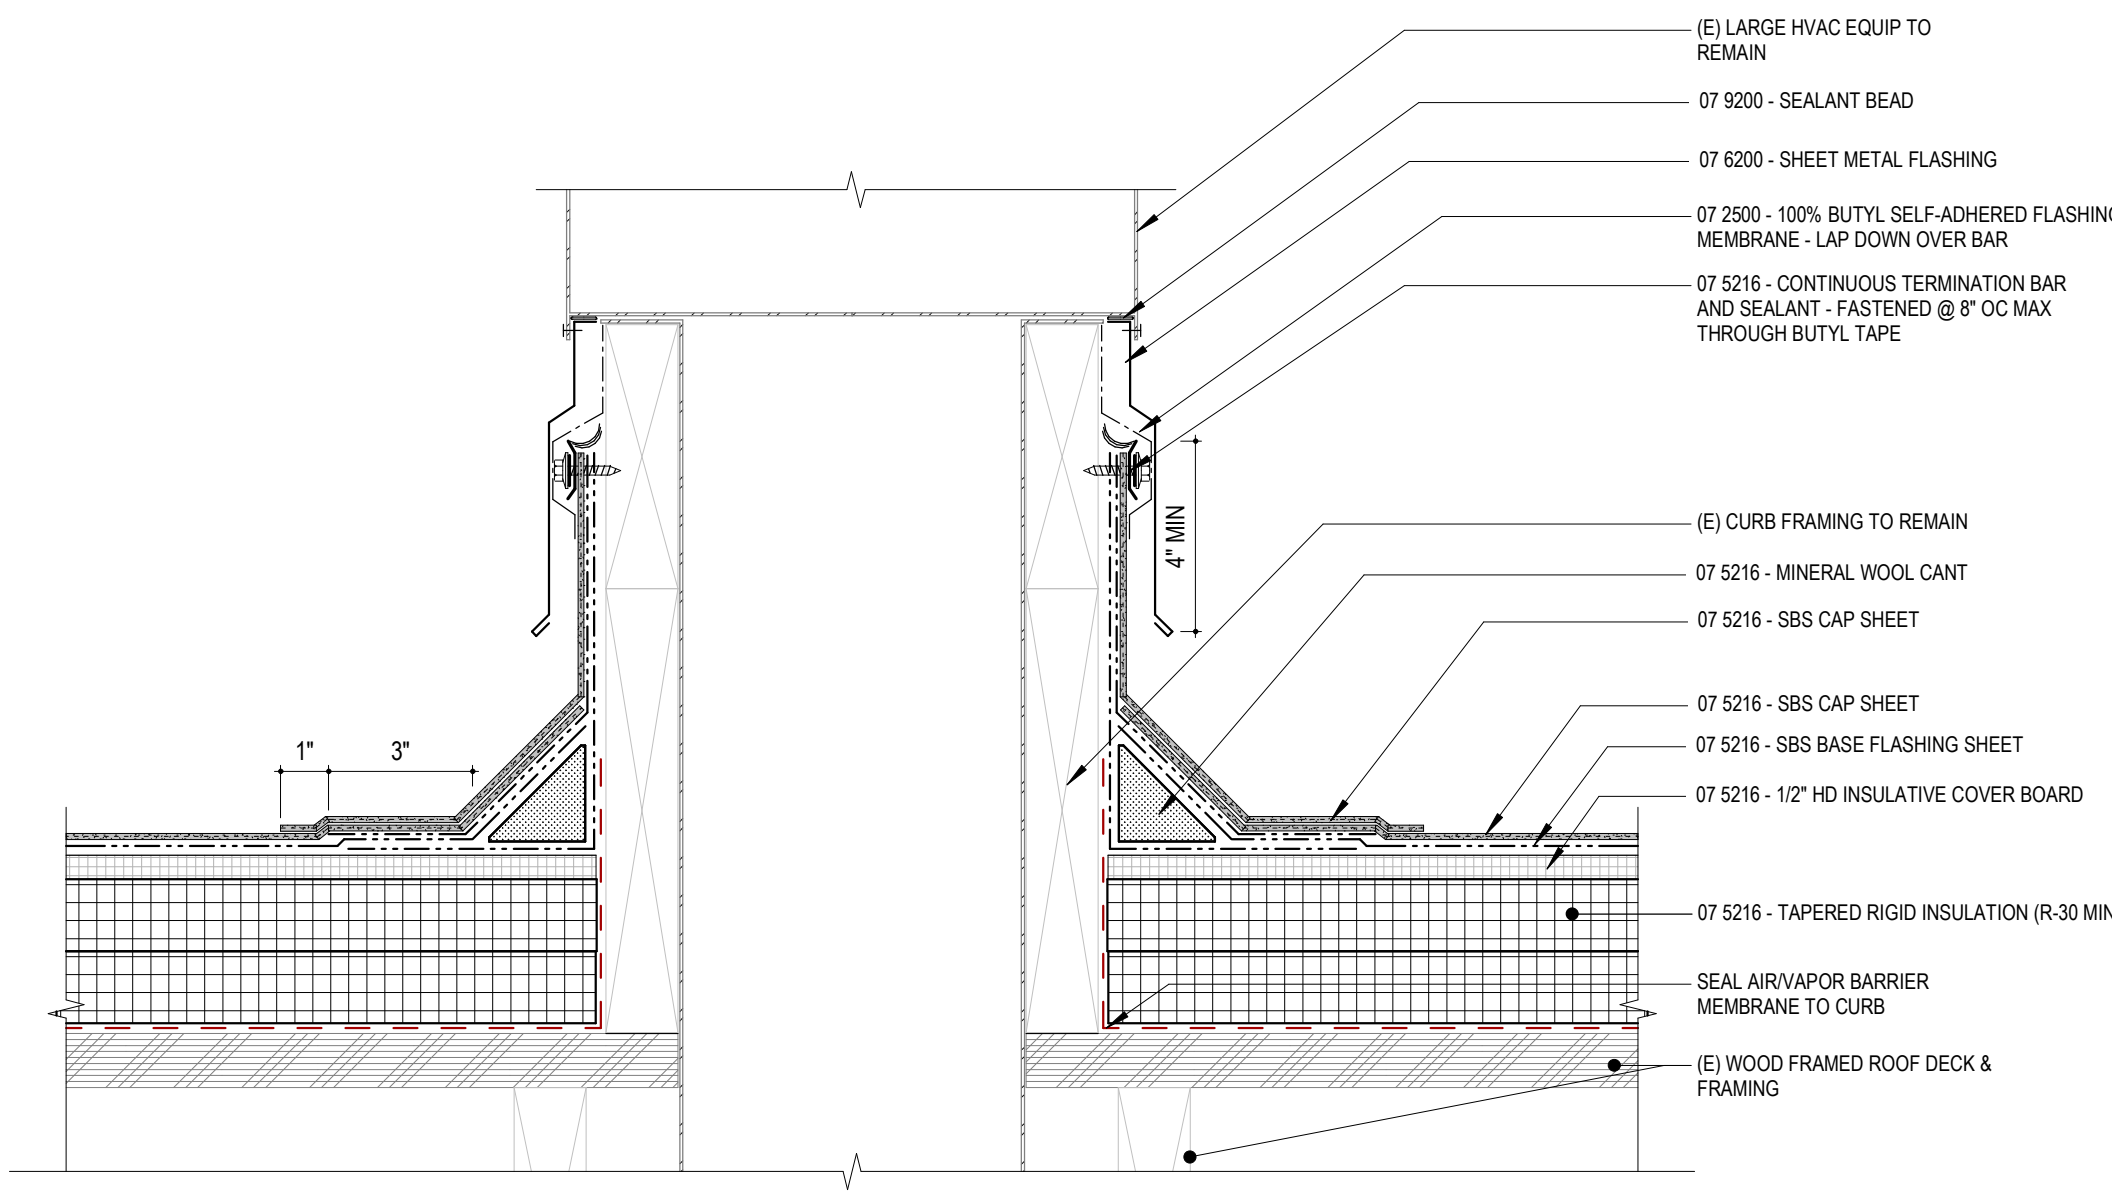 (E) LARGE HVAC EQUIP TO
REMAIN
07 9200 - SEALANT BEAD
07 6200 - SHEET METAL FLASHING
07 2500 - 100% BUTYL SELF-ADHERED FLASHING
MEMBRANE - LAP DOWN OVER BAR
07 5216 - CONTINUOUS TERMINATION BAR
AND SEALANT - FASTENED @ 8" OC MAX
THROUGH BUTYL TAPE
4" MIN
(E) CURB FRAMING TO REMAIN
07 5216 - MINERAL WOOL CANT
07 5216 - SBS CAP SHEET
07 5216 - SBS CAP SHEET
1"
3"
07 5216 - SBS BASE FLASHING SHEET
07 5216 - 1/2" HD INSULATIVE COVER BOARD
07 5216 - TAPERED RIGID INSULATION (R-30 MIN
SEAL AIR/VAPOR BARRIER
MEMBRANE TO CURB
(E) WOOD FRAMED ROOF DECK &
FRAMING